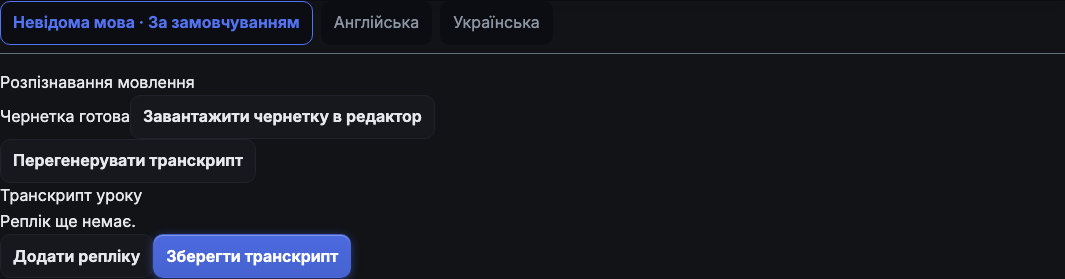 Невідома мова · За замовчуванням Англійська Українська
Розпізнавання мовлення
Чернетка готова Завантажити чернетку в редактор
Перегенерувати транскрипт
Транскрипт уроку
Реплік ще немає.
Додати репліку Зберегти транскрипт